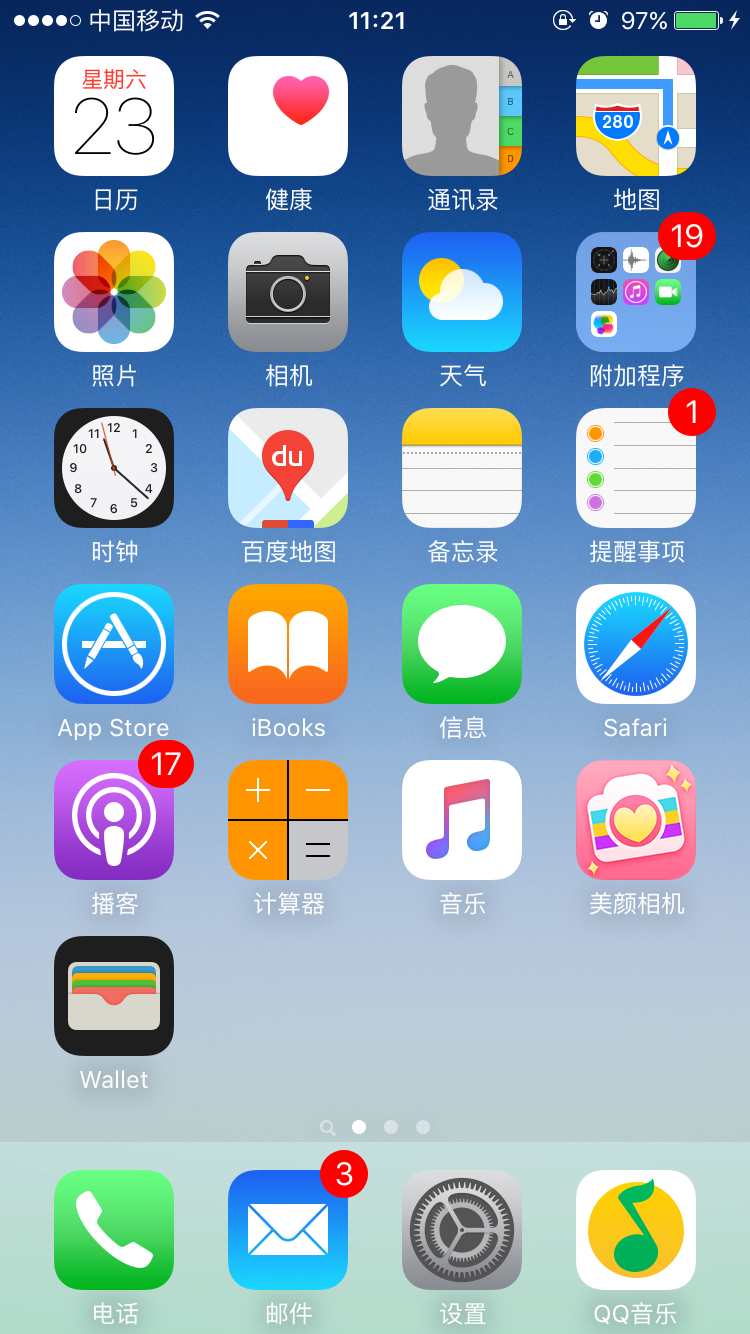 中国移动 11:21 97%
星期六
23
A
B
C
D
280
日历 健康 通讯录 地图
19
照片 相机 天气 附加程序
1
12
11 1
10 2
9 3
8 4
7 5
6
du
时钟 百度地图 备忘录 提醒事项
App Store iBooks 信息 Safari
17
播客 计算器 音乐 美颜相机
Wallet
3
电话 邮件 设置 QQ音乐